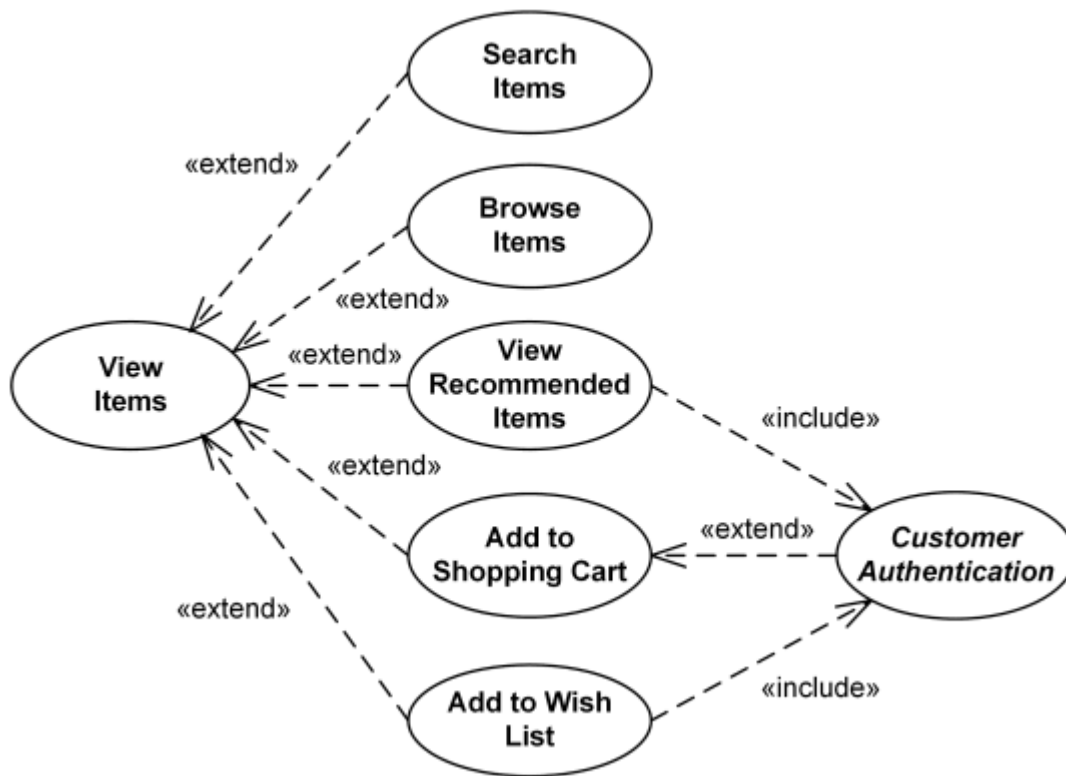 Search
Items
«extend»
Browse
Items
«extend»
View
Items
«extend»
View
Recommended
Items
«include»
«extend»
Add to
Shopping Cart
«extend»
Customer
Authentication
«extend»
Add to Wish
List
«include»